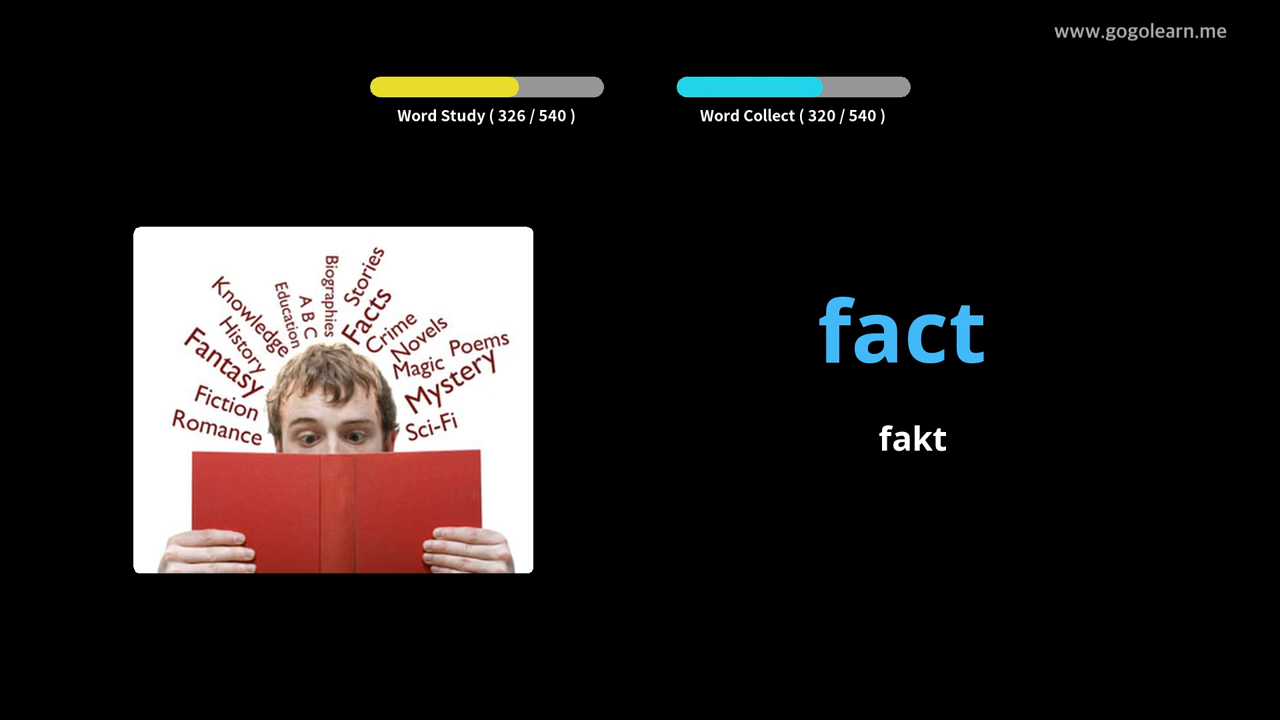 www.gogolearn.me
Word Study ( 326 / 540 )
Word Collect ( 320 / 540 )
Romance
Fiction
Fantasy
History
Knowledge
Education
A B C
Biographies
Stories
Facts
Crime
Novels
Magic
Poems
Mystery
Sci-Fi
fact
fakt